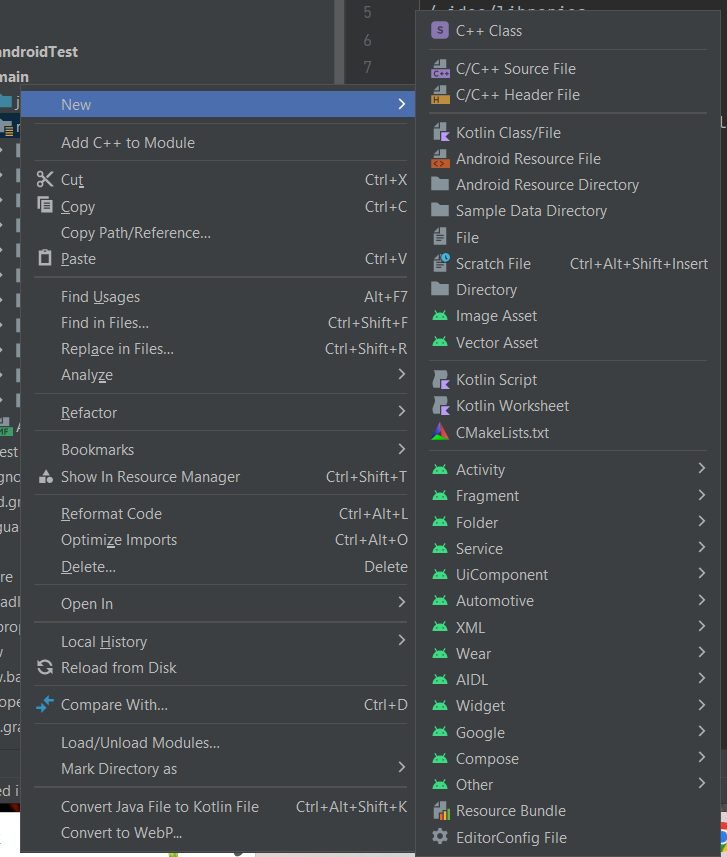 androidTest
main
New
Add C++ to Module
Cut Ctrl+X
Copy Ctrl+C
Copy Path/Reference...
Paste Ctrl+V
Find Usages Alt+F7
Find in Files... Ctrl+Shift+F
Replace in Files... Ctrl+Shift+R
Analyze
Refactor
Bookmarks
Show In Resource Manager Ctrl+Shift+T
Reformat Code Ctrl+Alt+L
Optimize Imports Ctrl+Alt+O
Delete... Delete
Open In
Local History
Reload from Disk
Compare With... Ctrl+D
Load/Unload Modules...
Mark Directory as
Convert Java File to Kotlin File Ctrl+Alt+Shift+K
Convert to WebP...
5
6
7
C++ Class
C/C++ Source File
C/C++ Header File
Kotlin Class/File
Android Resource File
Android Resource Directory
Sample Data Directory
File
Scratch File Ctrl+Alt+Shift+Insert
Directory
Image Asset
Vector Asset
Kotlin Script
Kotlin Worksheet
CMakeLists.txt
Activity
Fragment
Folder
Service
UiComponent
Automotive
XML
Wear
AIDL
Widget
Google
Compose
Other
Resource Bundle
EditorConfig File